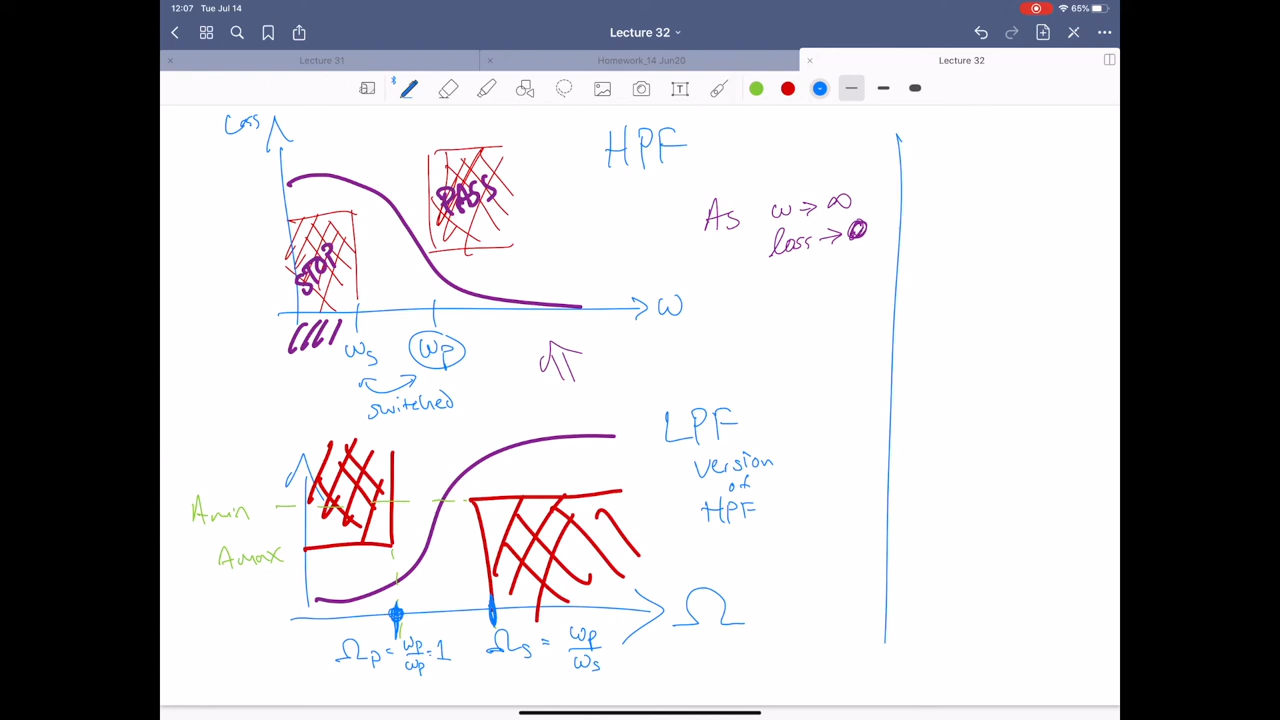 12:07 Tue Jul 14
65%
Lecture 32
Lecture 31
Homework_14 Jun20
Lecture 32
Loss
HPF
PASS
STOP
As ω → ∞
loss → 0
ω
ωs
ωp
switched
LPF
version
of
HPF
Amin
Amax
Ω
Ωp = ωp/ωp = 1
Ωs = ωp/ωs